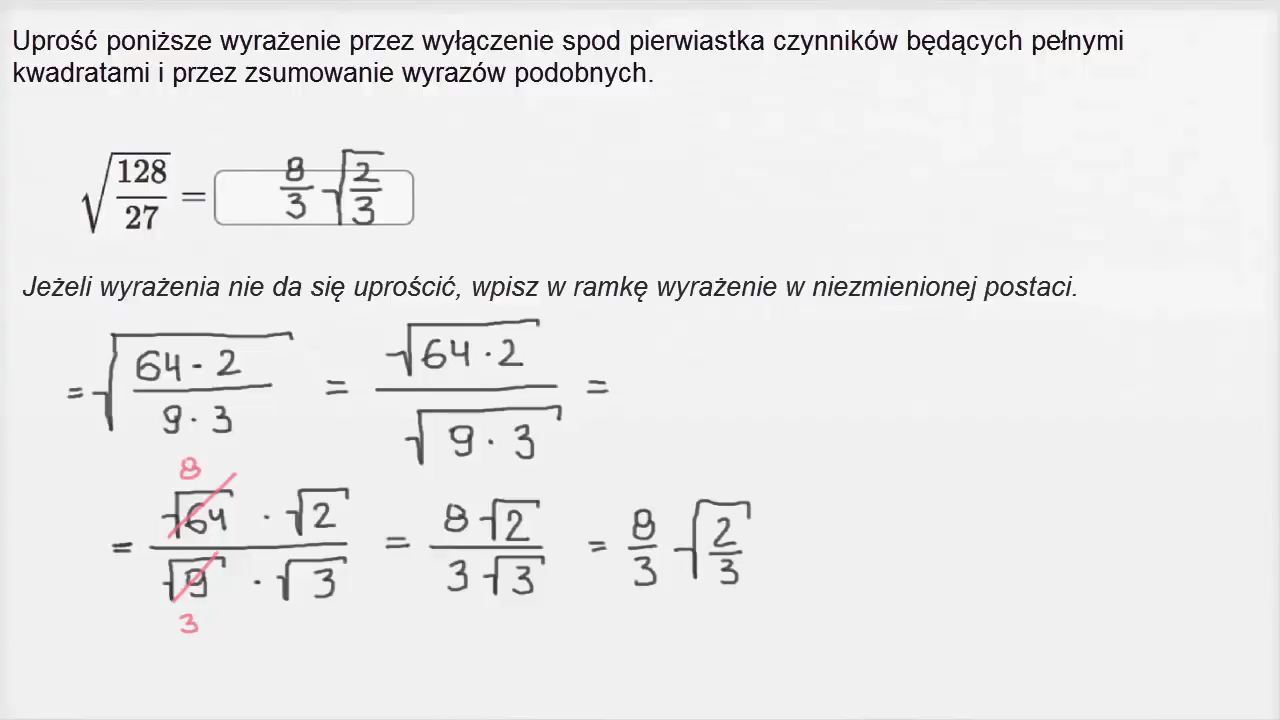 Uprość poniższe wyrażenie przez wyłączenie spod pierwiastka czynników będących pełnymi
kwadratami i przez zsumowanie wyrazów podobnych.
√(128/27) = 8/3 √(2/3)
Jeżeli wyrażenia nie da się uprościć, wpisz w ramkę wyrażenie w niezmienionej postaci.
= √((64 · 2)/(9 · 3)) = √(64 · 2)/√(9 · 3) =
8
= (√64 · √2)/(√9 · √3) = 8√2/3√3 = 8/3 √(2/3)
3